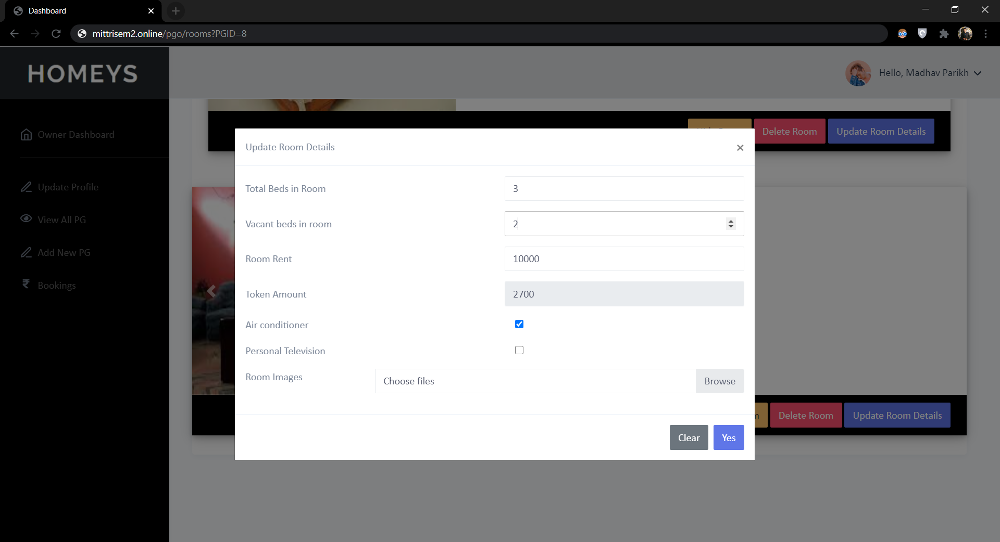 Dashboard
mittrisem2.online/pgo/rooms?PGID=8
HOMEYS
Hello, Madhav Parikh
Owner Dashboard
Update Profile
View All PG
Add New PG
₹ Bookings
Delete Room
Update Room Details
Update Room Details
×
Total Beds in Room
3
Vacant beds in room
2
Room Rent
10000
Token Amount
2700
Air conditioner
Personal Television
Room Images
Choose files
Browse
Delete Room
Update Room Details
Clear
Yes